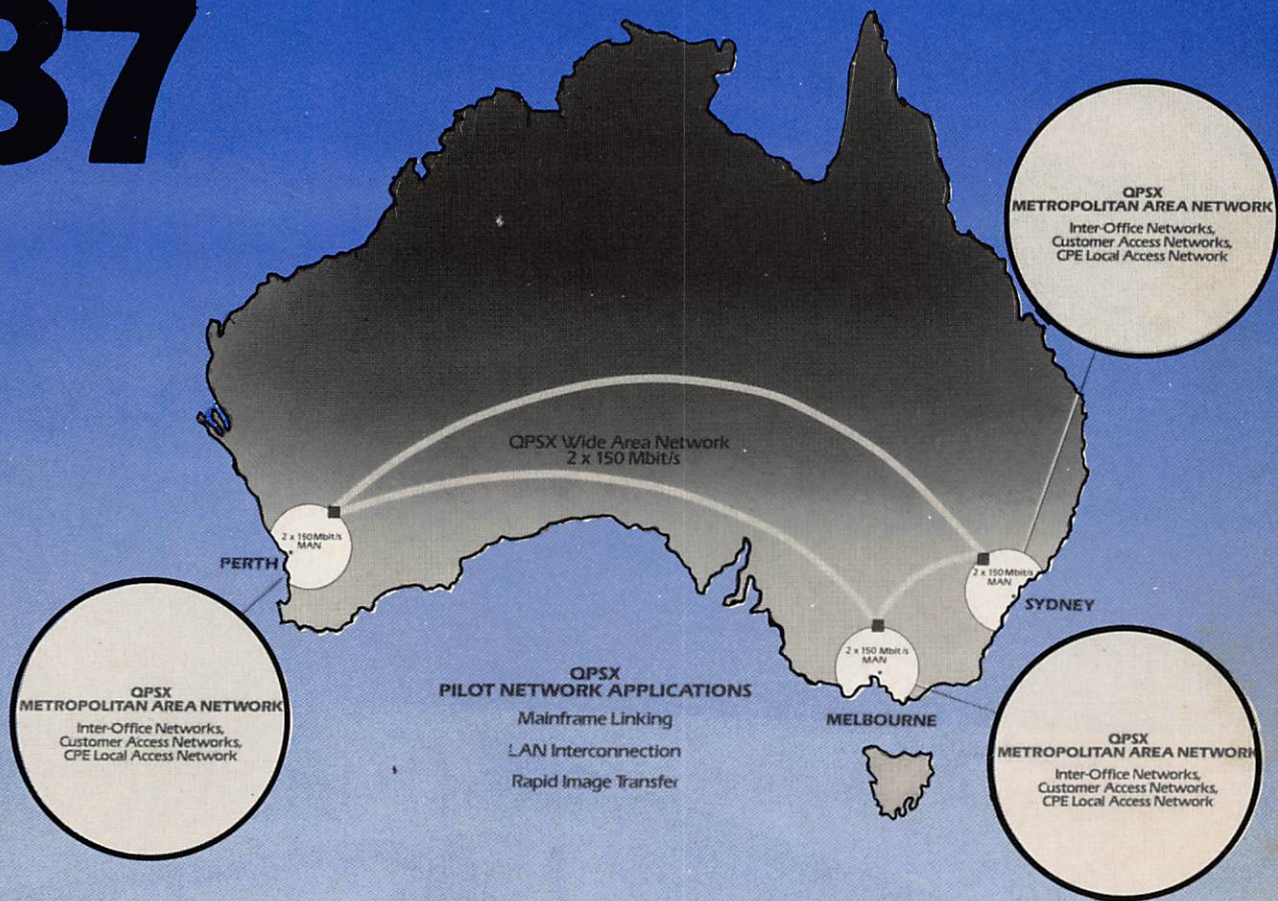 87
QPSX
METROPOLITAN AREA NETWORK
Inter-Office Networks,
Customer Access Networks,
CPE Local Access Network
QPSX Wide Area Network
2 x 150 Mbit/s
2 x 150 Mbit/s
MAN
PERTH
2 x 150 Mbit/s
MAN
SYDNEY
2 x 150 Mbit/s
MAN
MELBOURNE
QPSX
METROPOLITAN AREA NETWORK
Inter-Office Networks,
Customer Access Networks,
CPE Local Access Network
QPSX
PILOT NETWORK APPLICATIONS
Mainframe Linking
LAN Interconnection
Rapid Image Transfer
QPSX
METROPOLITAN AREA NETWORK
Inter-Office Networks,
Customer Access Networks,
CPE Local Access Network